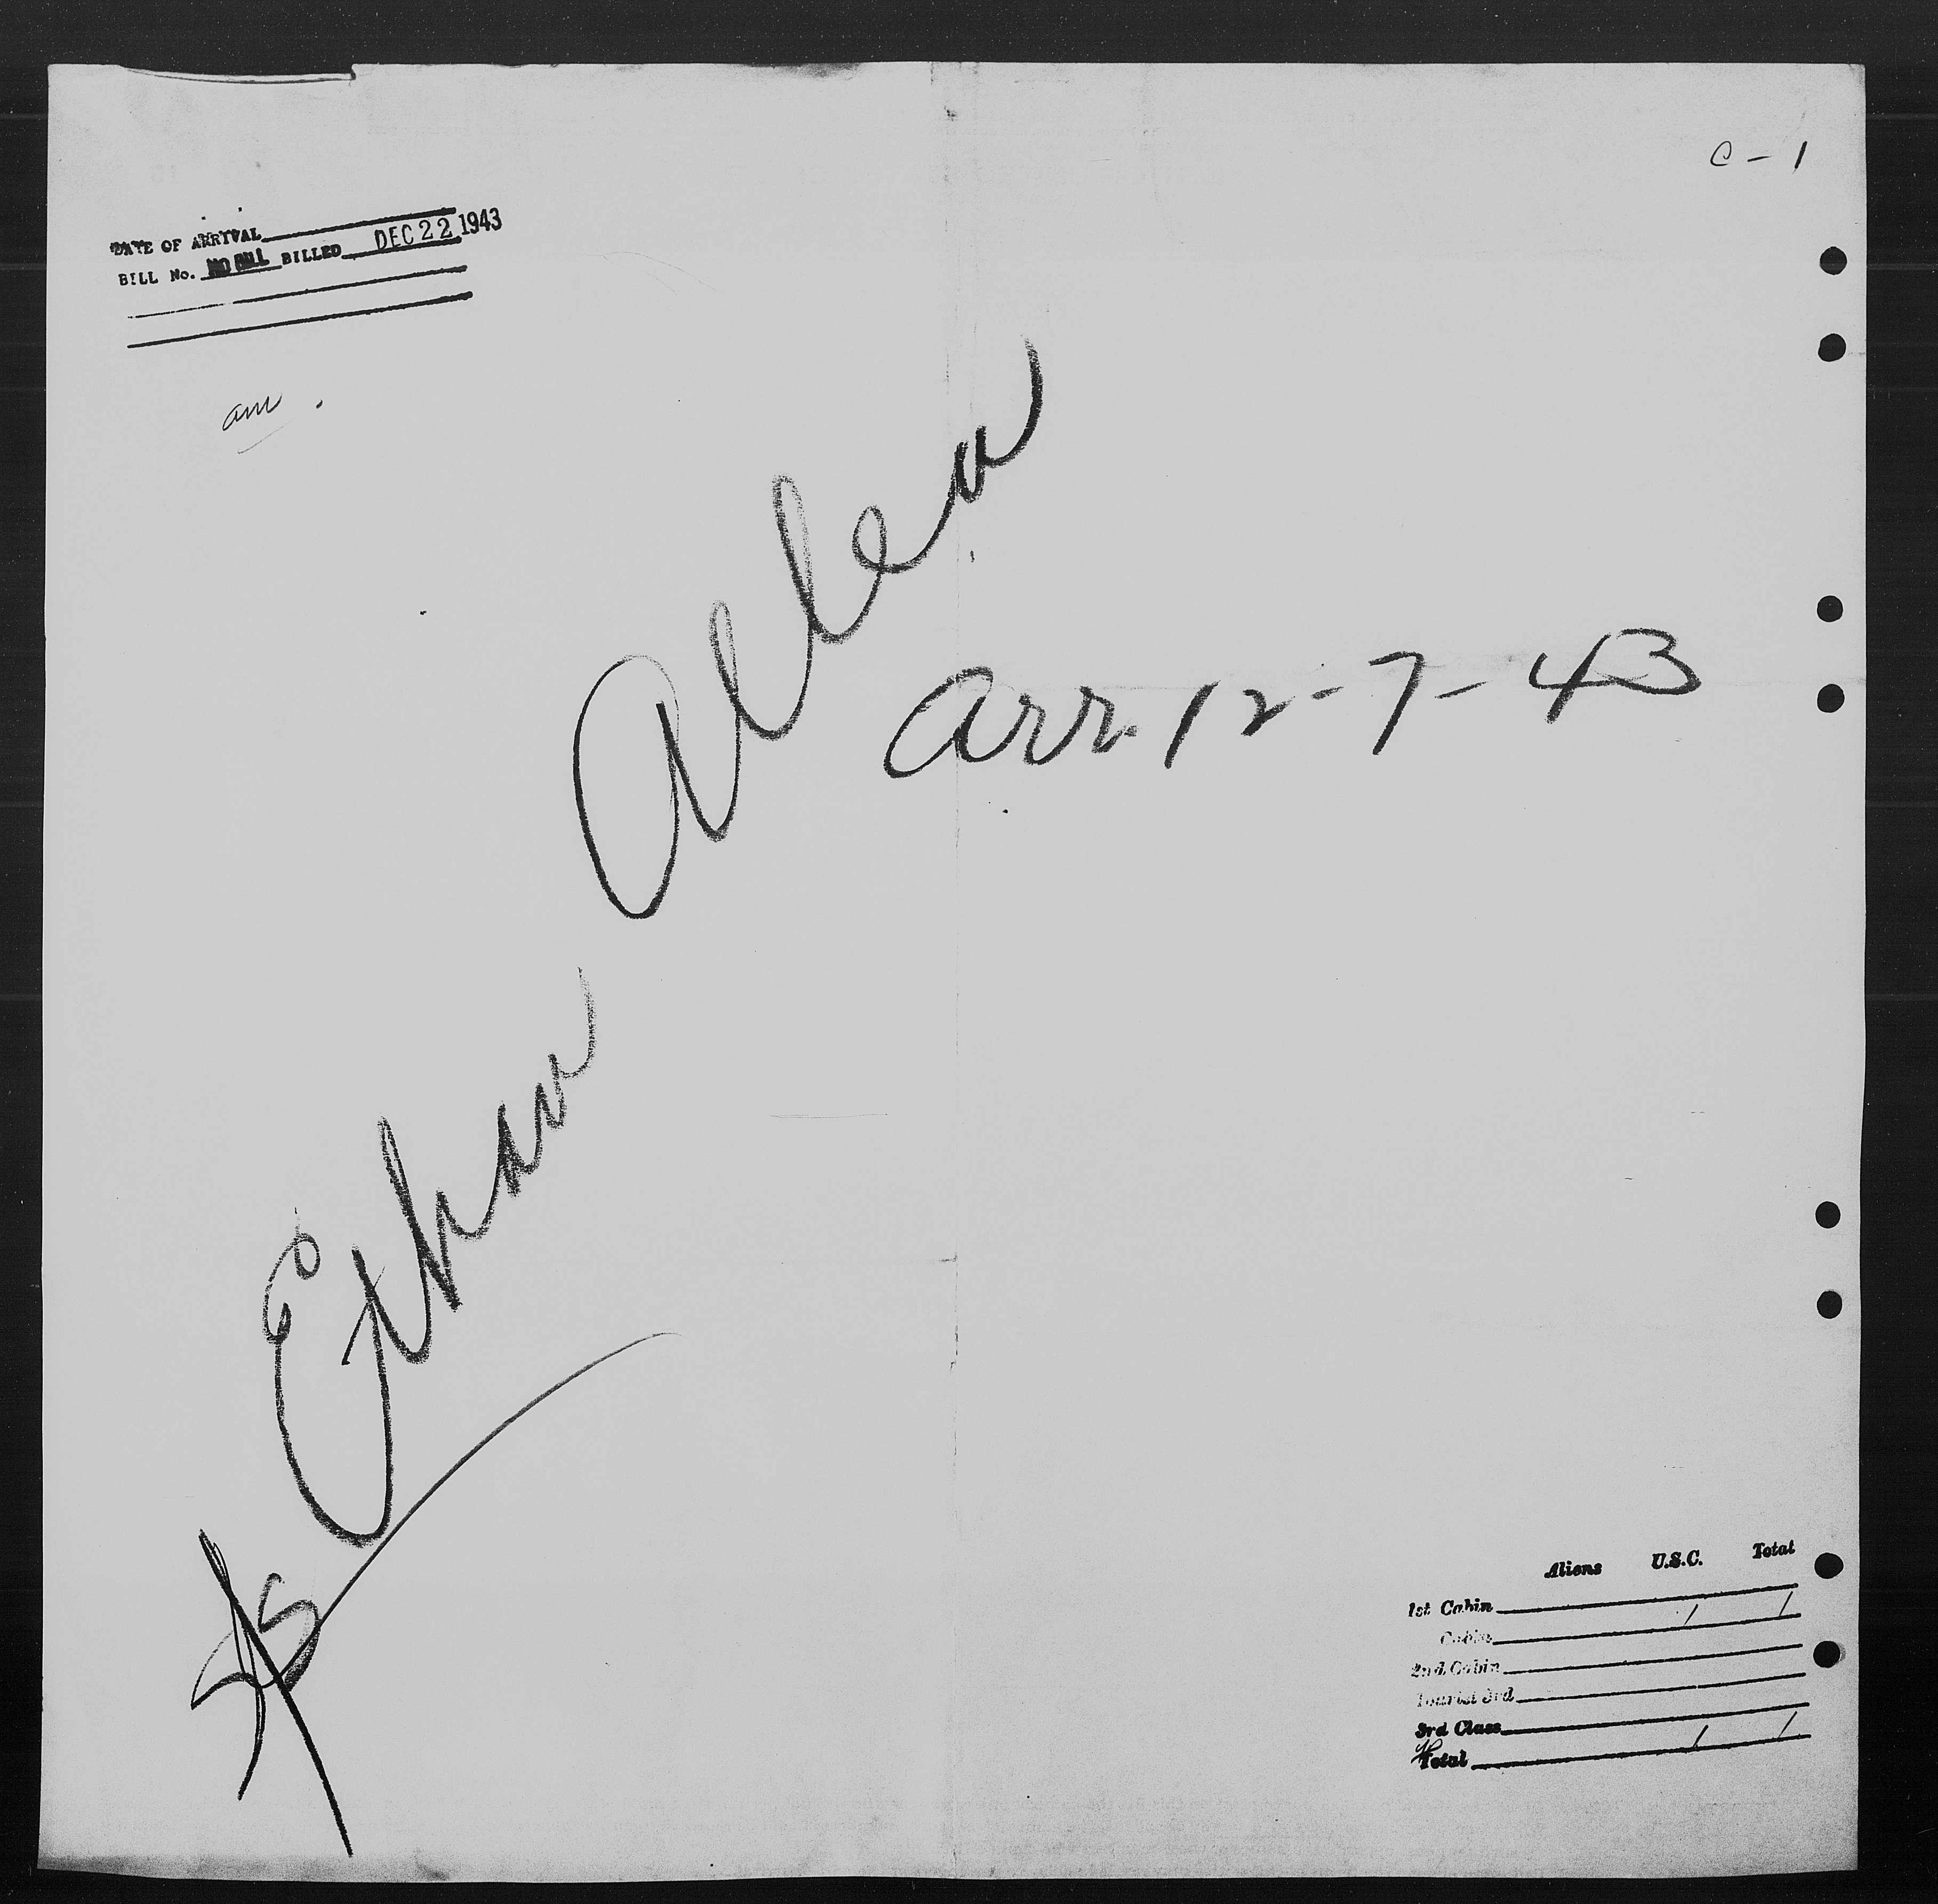 C - 1
DATE OF ARRIVAL
BILL No. NO BILL BILLED DEC 22 1943
am
SS Ethan Allen
Arr. 12-7-43
Aliens U.S.C. Total
1st Cabin
Cabin 1 1
2nd Cabin
Tourist 3rd
3rd Class
Total 1 1